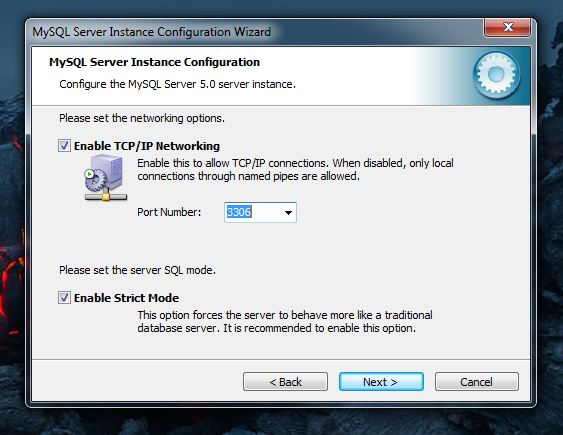 MySQL Server Instance Configuration Wizard
MySQL Server Instance Configuration
Configure the MySQL Server 5.0 server instance.
Please set the networking options.
Enable TCP/IP Networking
Enable this to allow TCP/IP connections. When disabled, only local
connections through named pipes are allowed.
Port Number: 3306
Please set the server SQL mode.
Enable Strict Mode
This option forces the server to behave more like a traditional
database server. It is recommended to enable this option.
< Back Next > Cancel